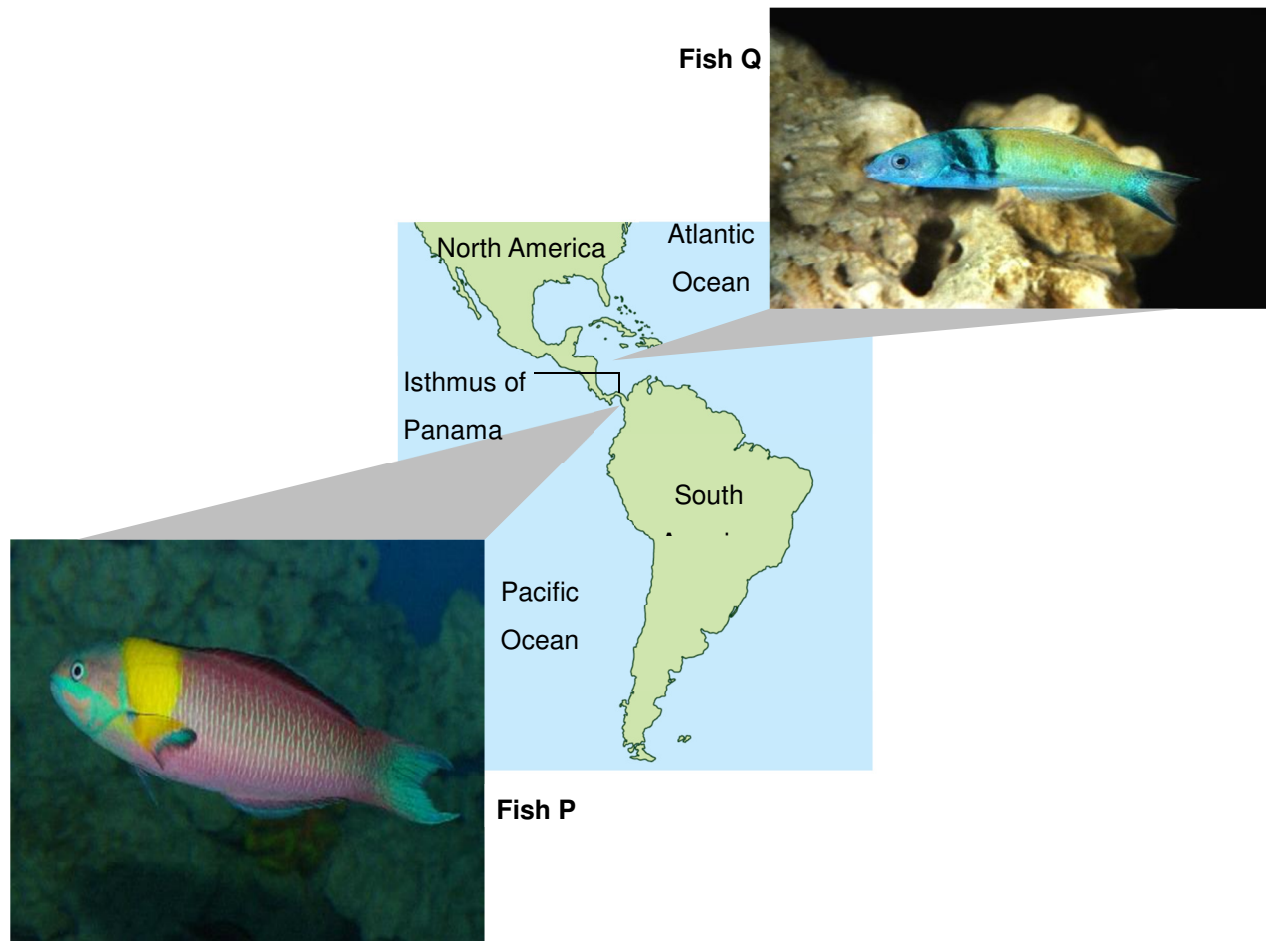 Fish Q
North America
Atlantic
Ocean
Isthmus of
Panama
South
Pacific
Ocean
Fish P